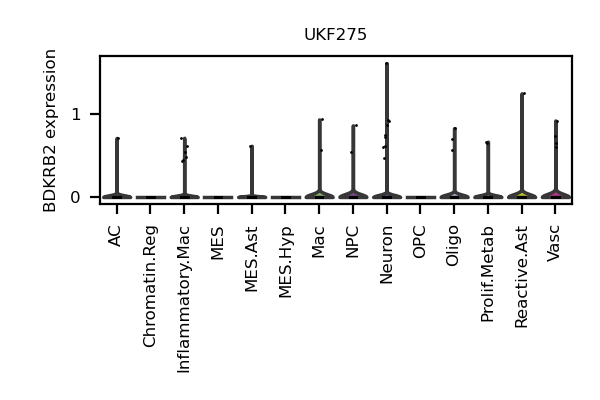 UKF275
BDKRB2 expression
1
0
AC
Chromatin.Reg
Inflammatory.Mac
MES
MES.Ast
MES.Hyp
Mac
NPC
Neuron
OPC
Oligo
Prolif.Metab
Reactive.Ast
Vasc